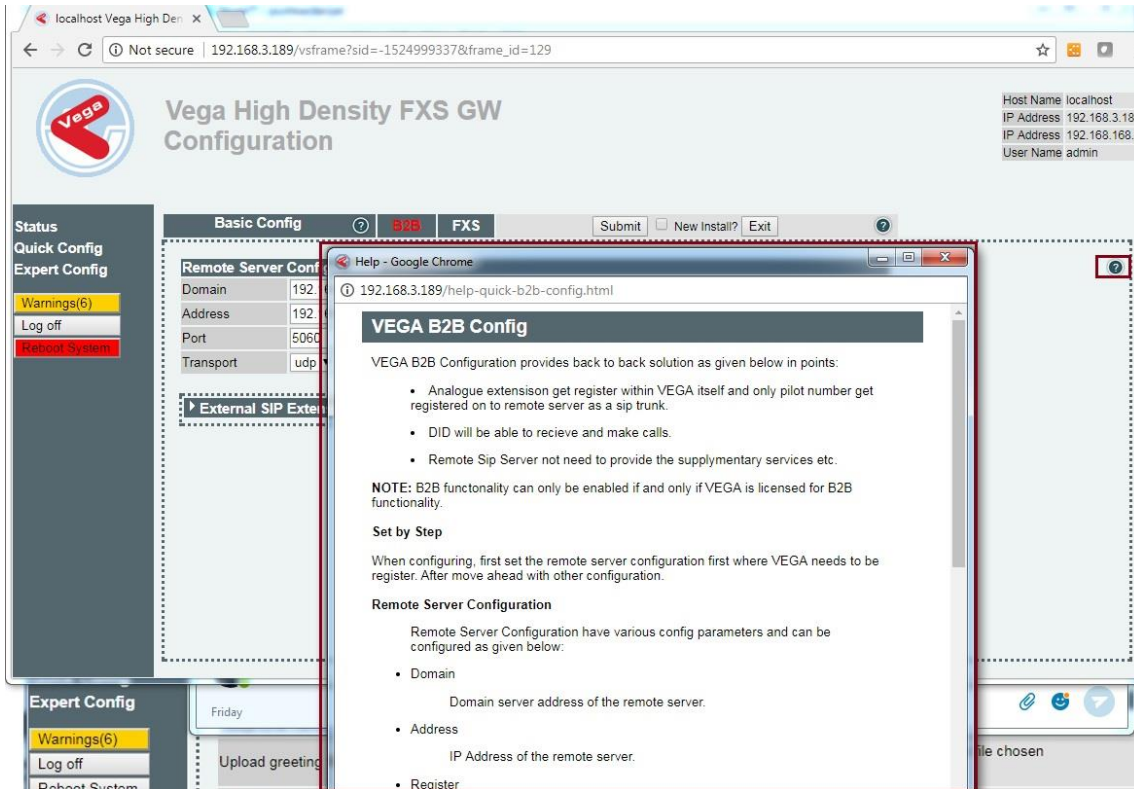 localhost Vega High Den
Not secure 192.168.3.189/vsframe?sid=-1524999337&frame_id=129
Vega
Vega High Density FXS GW
Configuration
Host Name localhost
IP Address 192.168.3.18
IP Address 192.168.168.
User Name admin
Status
Quick Config
Expert Config
Warnings(6)
Log off
Reboot System
Basic Config ? B2B FXS Submit New Install? Exit ?
Remote Server Config
Domain 192.1
Address 192.1
Port 5060
Transport udp
External SIP Exten
?
Help - Google Chrome
192.168.3.189/help-quick-b2b-config.html
VEGA B2B Config
VEGA B2B Configuration provides back to back solution as given below in points:
• Analogue extensison get register within VEGA itself and only pilot number get
registered on to remote server as a sip trunk.
• DID will be able to recieve and make calls.
• Remote Sip Server not need to provide the supplymentary services etc.
NOTE: B2B functonality can only be enabled if and only if VEGA is licensed for B2B
functionality.
Set by Step
When configuring, first set the remote server configuration first where VEGA needs to be
register. After move ahead with other configuration.
Remote Server Configuration
Remote Server Configuration have various config parameters and can be
configured as given below:
• Domain
Domain server address of the remote server.
• Address
IP Address of the remote server.
• Register
Expert Config
Warnings(6)
Log off
Reboot System
Friday
Upload greeting
file chosen